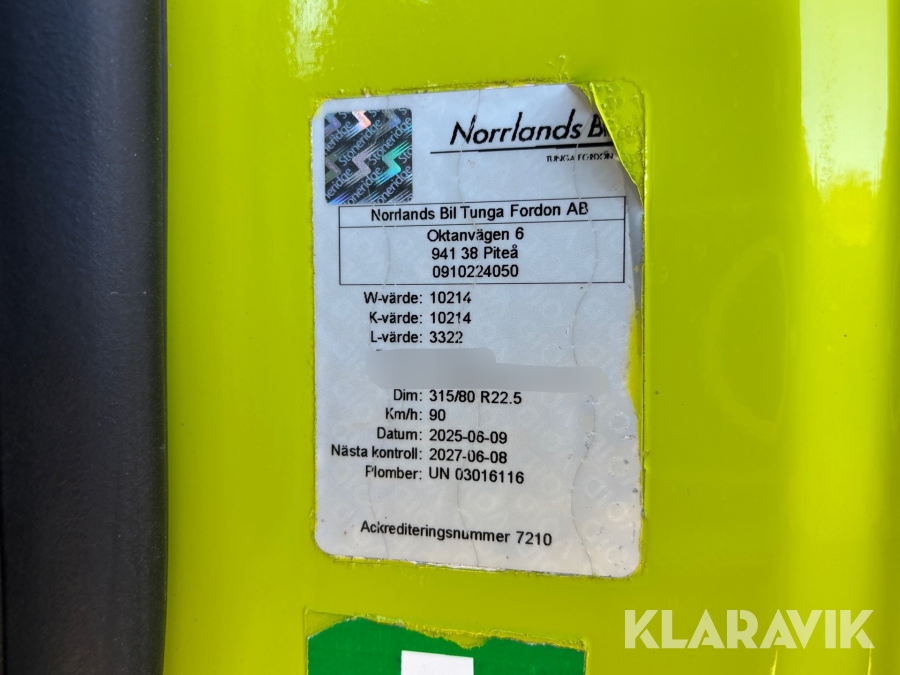 Stoneridge
Norrlands
TUNGA FORDON
Norrlands Bil Tunga Fordon AB
Oktanvägen 6
941 38 Piteå
0910224050
W-värde: 10214
K-värde: 10214
L-värde: 3322
Dim: 315/80 R22.5
Km/h: 90
Datum: 2025-06-09
Nästa kontroll: 2027-06-08
Plomber: UN 03016116
Ackrediteringsnummer 7210
KLARAVIK